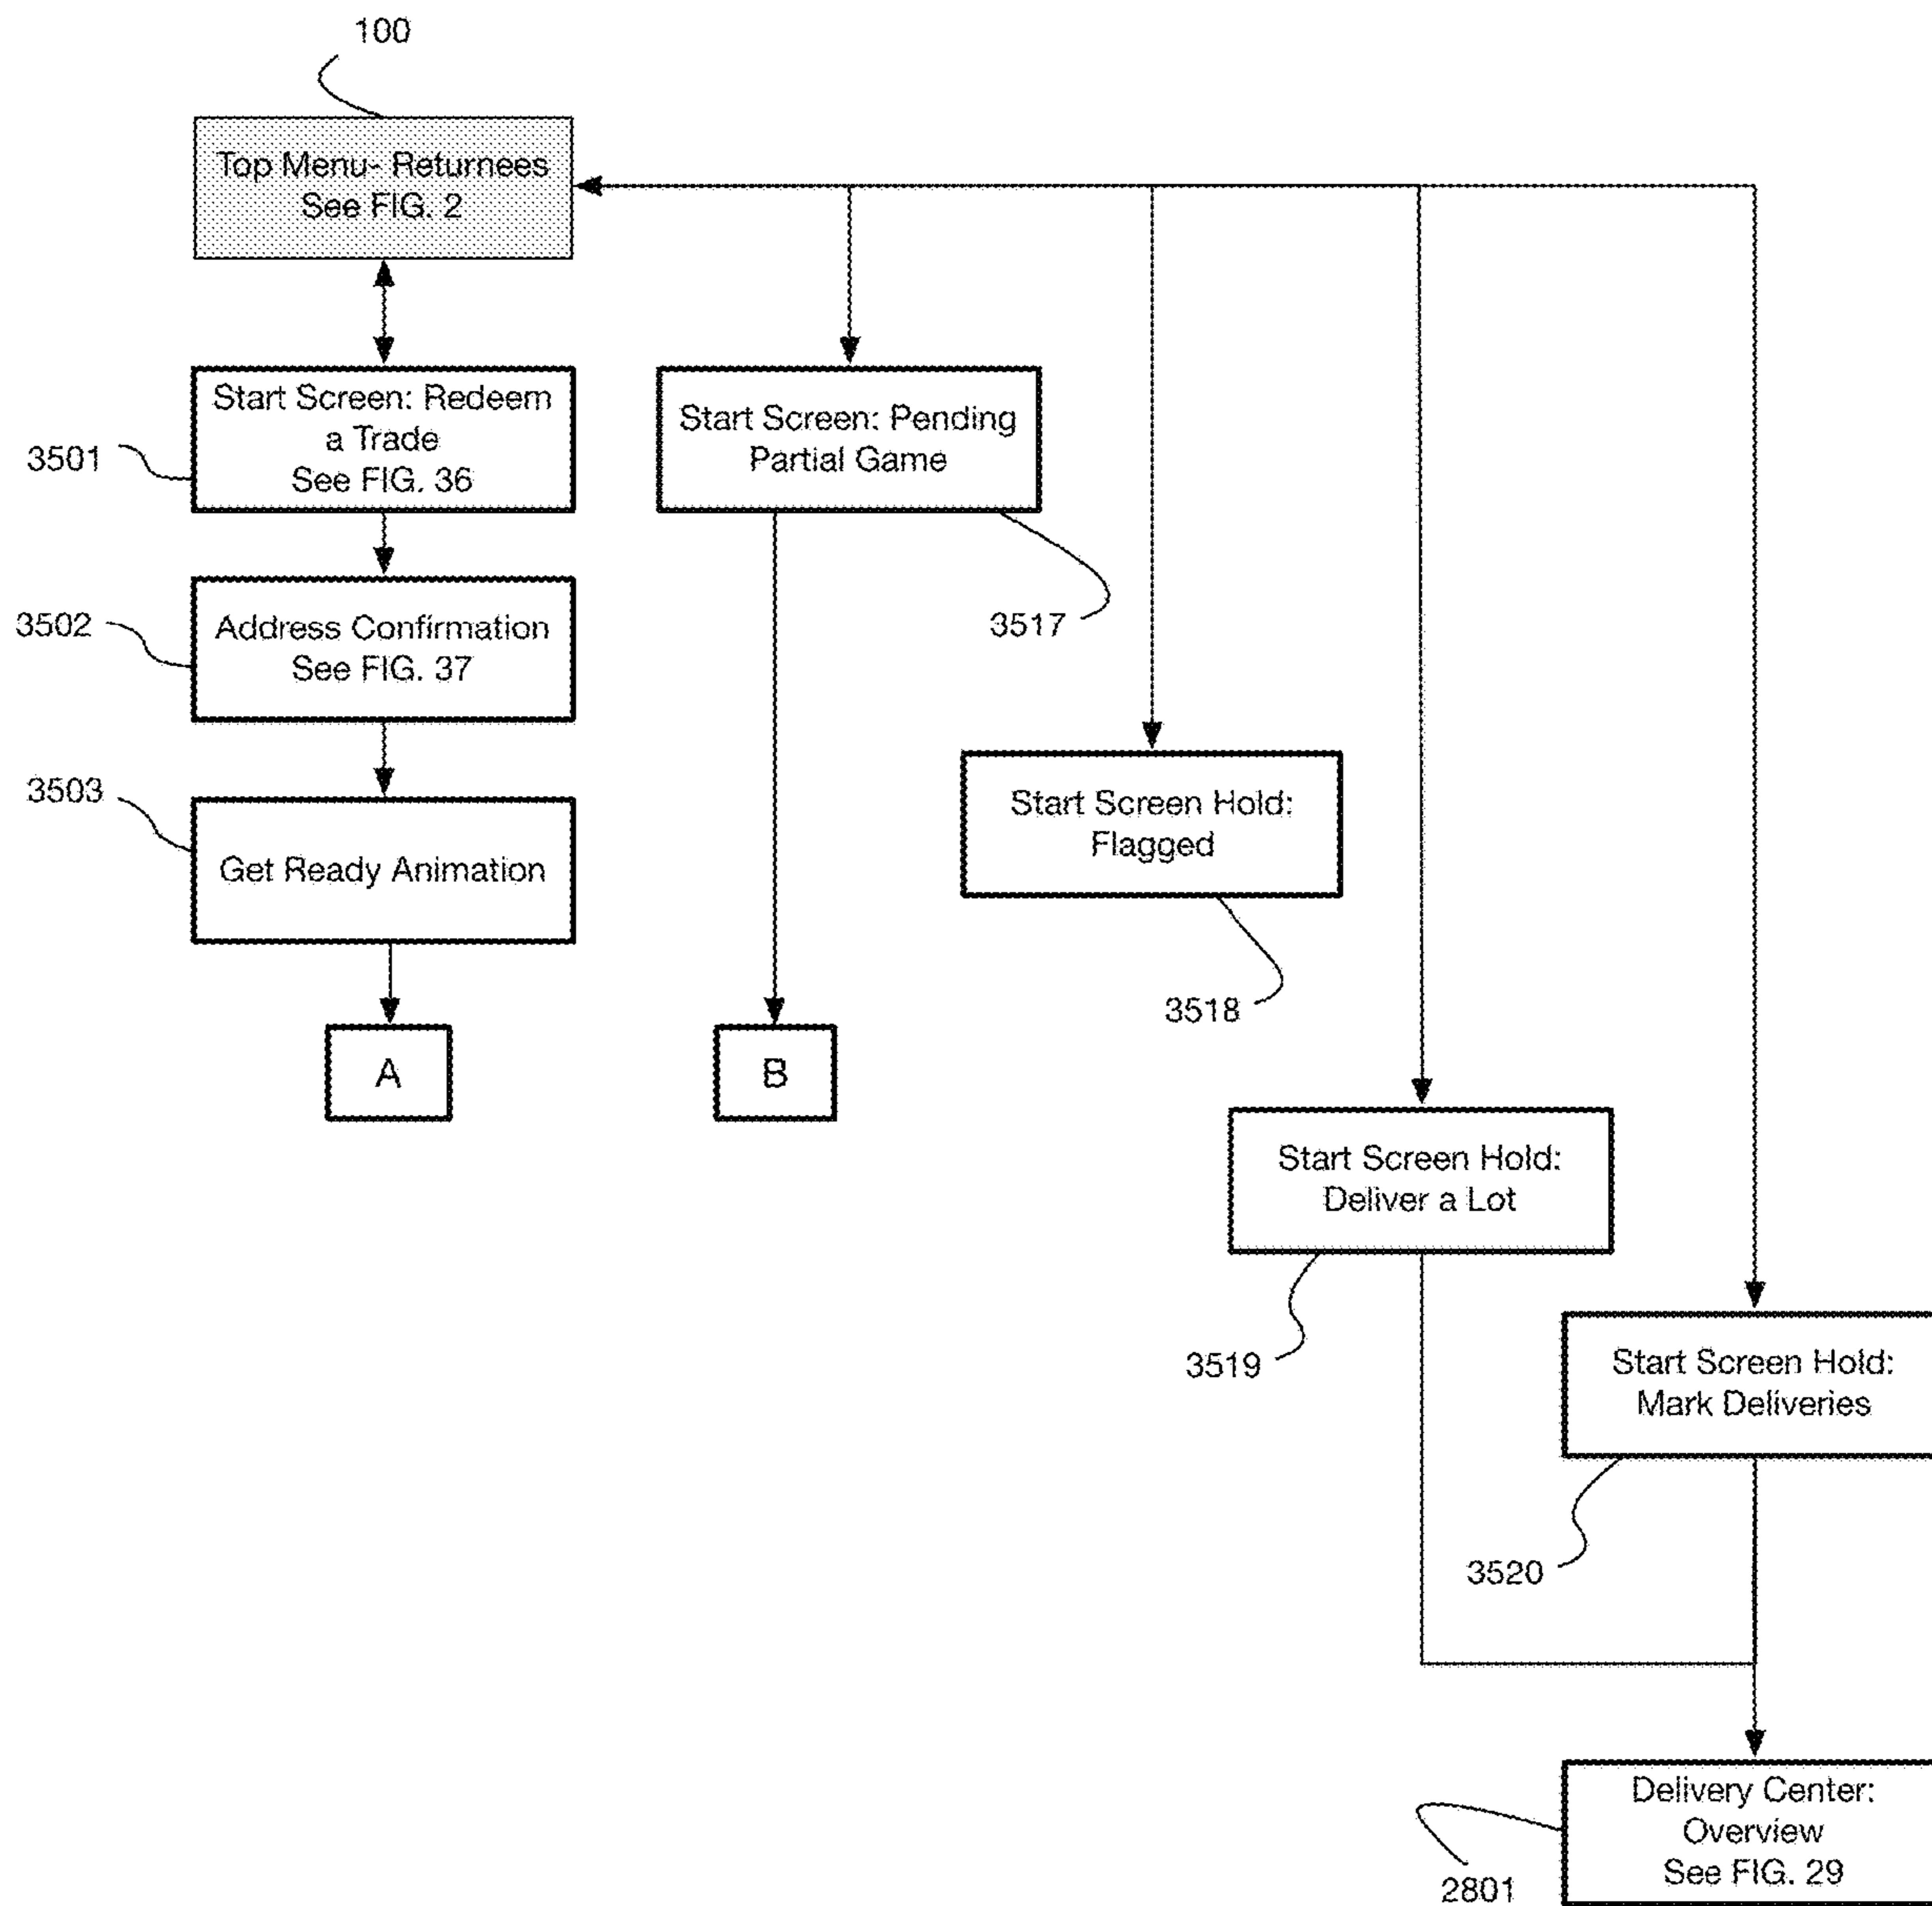 100
Top Menu- Returnees
See FIG. 2
Start Screen: Redeem
a Trade
See FIG. 36
3501
Start Screen: Pending
Partial Game
3517
Address Confirmation
See FIG. 37
3502
3503
Get Ready Animation
Start Screen Hold:
Flagged
3518
A
B
Start Screen Hold:
Deliver a Lot
3519
Start Screen Hold:
Mark Deliveries
3520
Delivery Center:
Overview
See FIG. 29
2801